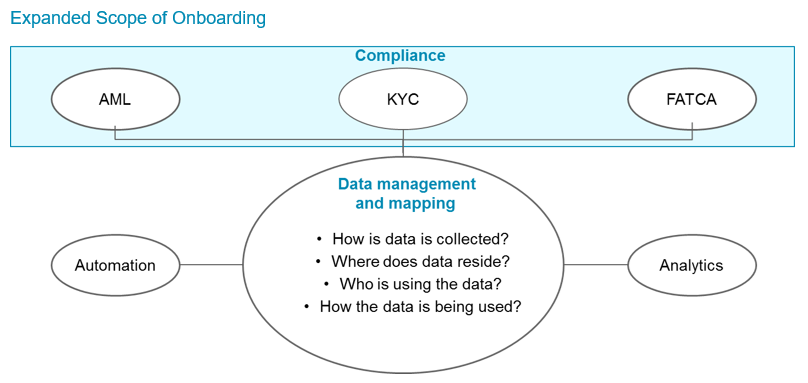 Expanded Scope of Onboarding
Compliance
AML
KYC
FATCA
Data management
and mapping
• How is data is collected?
• Where does data reside?
• Who is using the data?
• How the data is being used?
Automation
Analytics